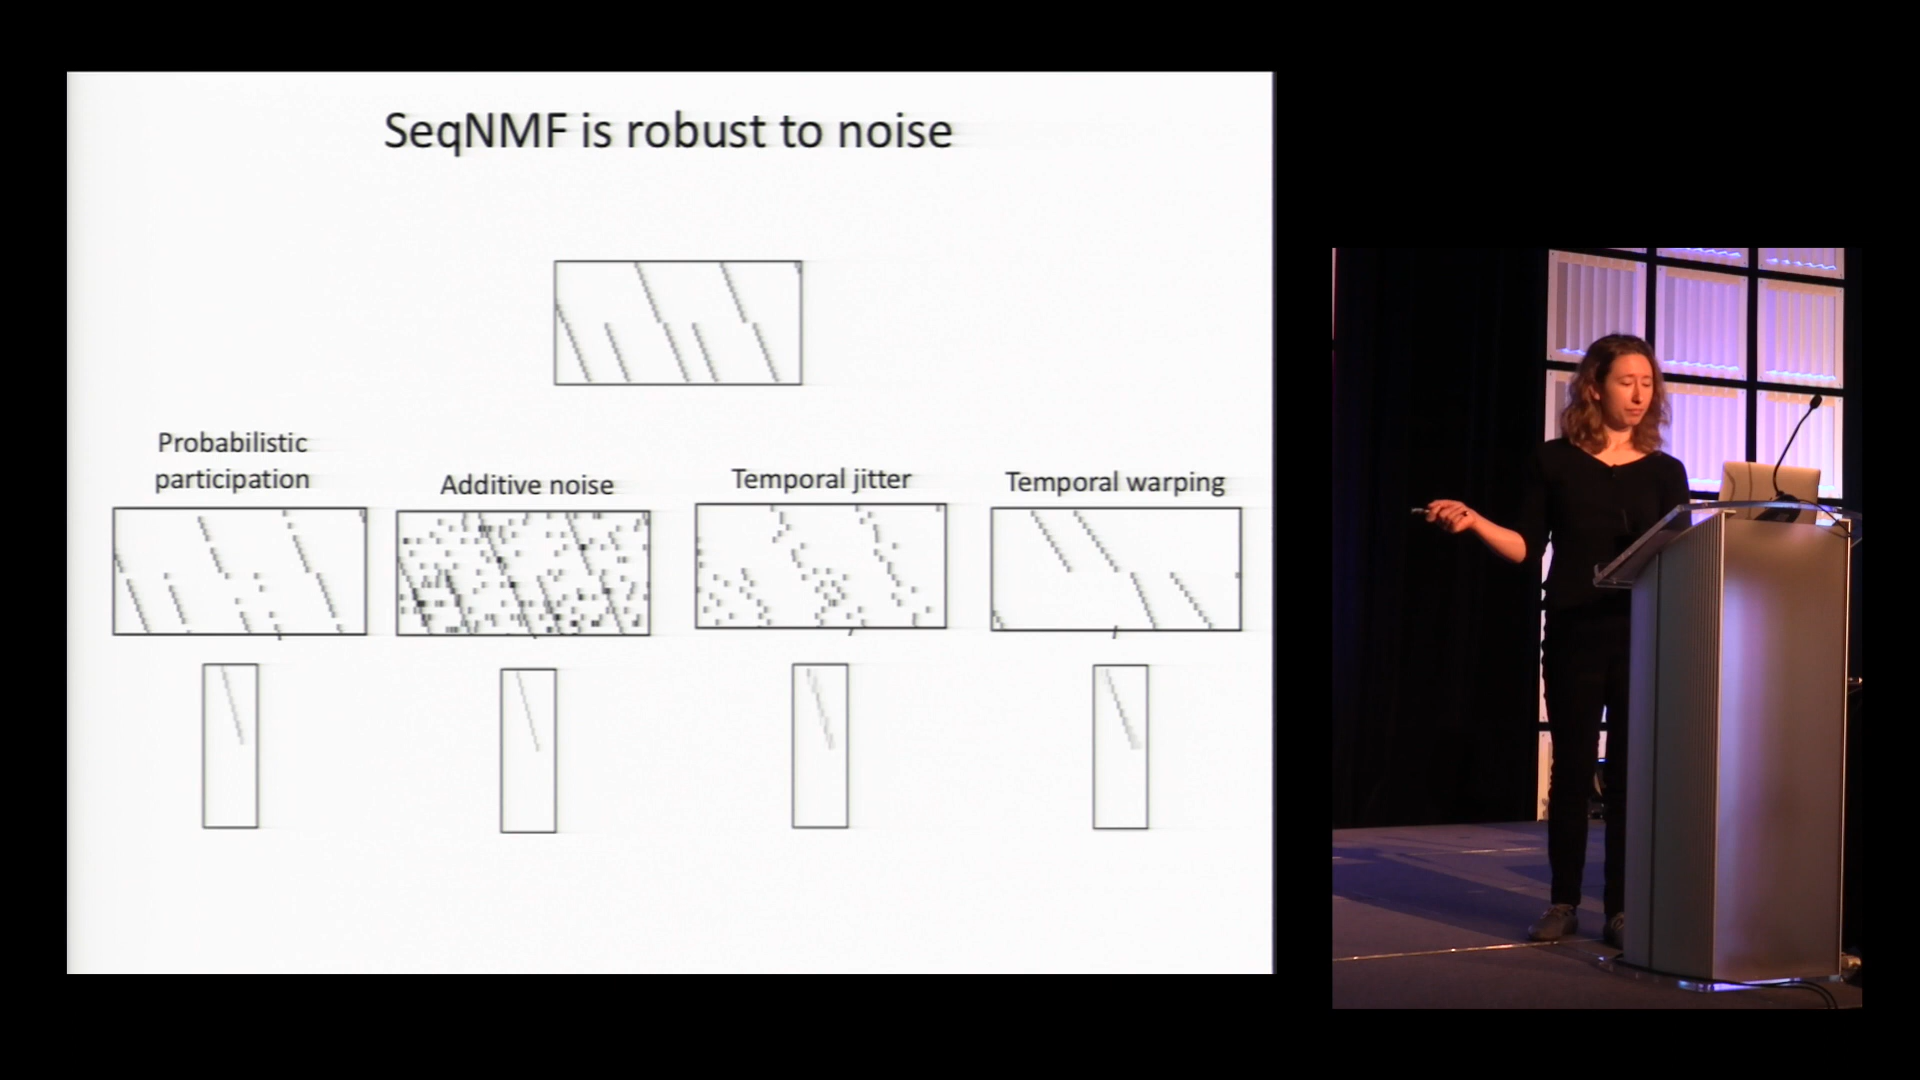 SeqNMF is robust to noise
Probabilistic
participation
Additive noise
Temporal jitter
Temporal warping